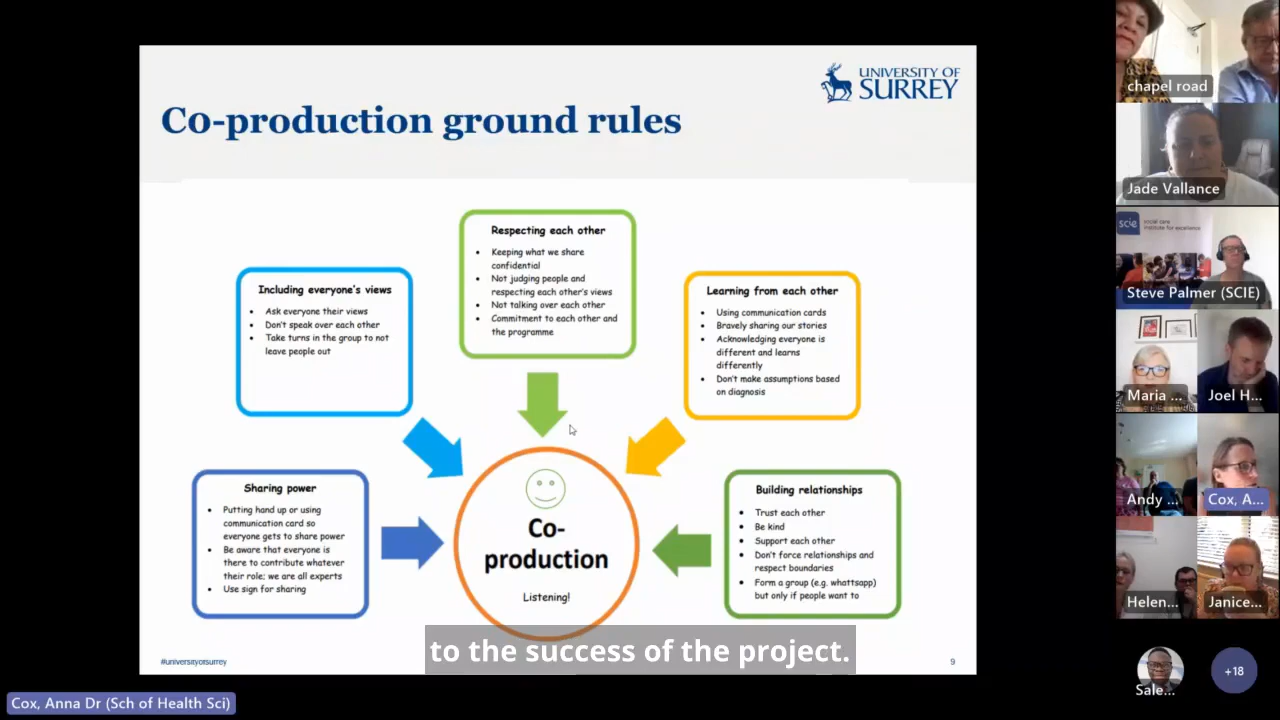 UNIVERSITY OF
SURREY
Co-production ground rules
Respecting each other
• Keeping what we share
confidential
• Not judging people and
respecting each other's views
• Not talking over each other
• Commitment to each other and
the programme
Including everyone's views
• Ask everyone their views
• Don't speak over each other
• Take turns in the group to not
leave people out
Learning from each other
• Using communication cards
• Bravely sharing our stories
• Acknowledging everyone is
different and learns
differently
• Don't make assumptions based
on diagnosis
Sharing power
• Putting hand up or using
communication card so
everyone gets to share power
• Be aware that everyone is
there to contribute whatever
their role; we are all experts
• Use sign for sharing
Co-
production
Listening!
Building relationships
• Trust each other
• Be kind
• Support each other
• Don't force relationships and
respect boundaries
• Form a group (e.g. whattsapp)
but only if people want to
to the success of the project.
#universityofsurrey
9
Cox, Anna Dr (Sch of Health Sci)
chapel road
Jade Vallance
scie
social care
institute for excellence
Steve Palmer (SCIE)
Maria ...
Joel H...
Andy ...
Cox, A...
Helen...
Janice...
Sale...
+18